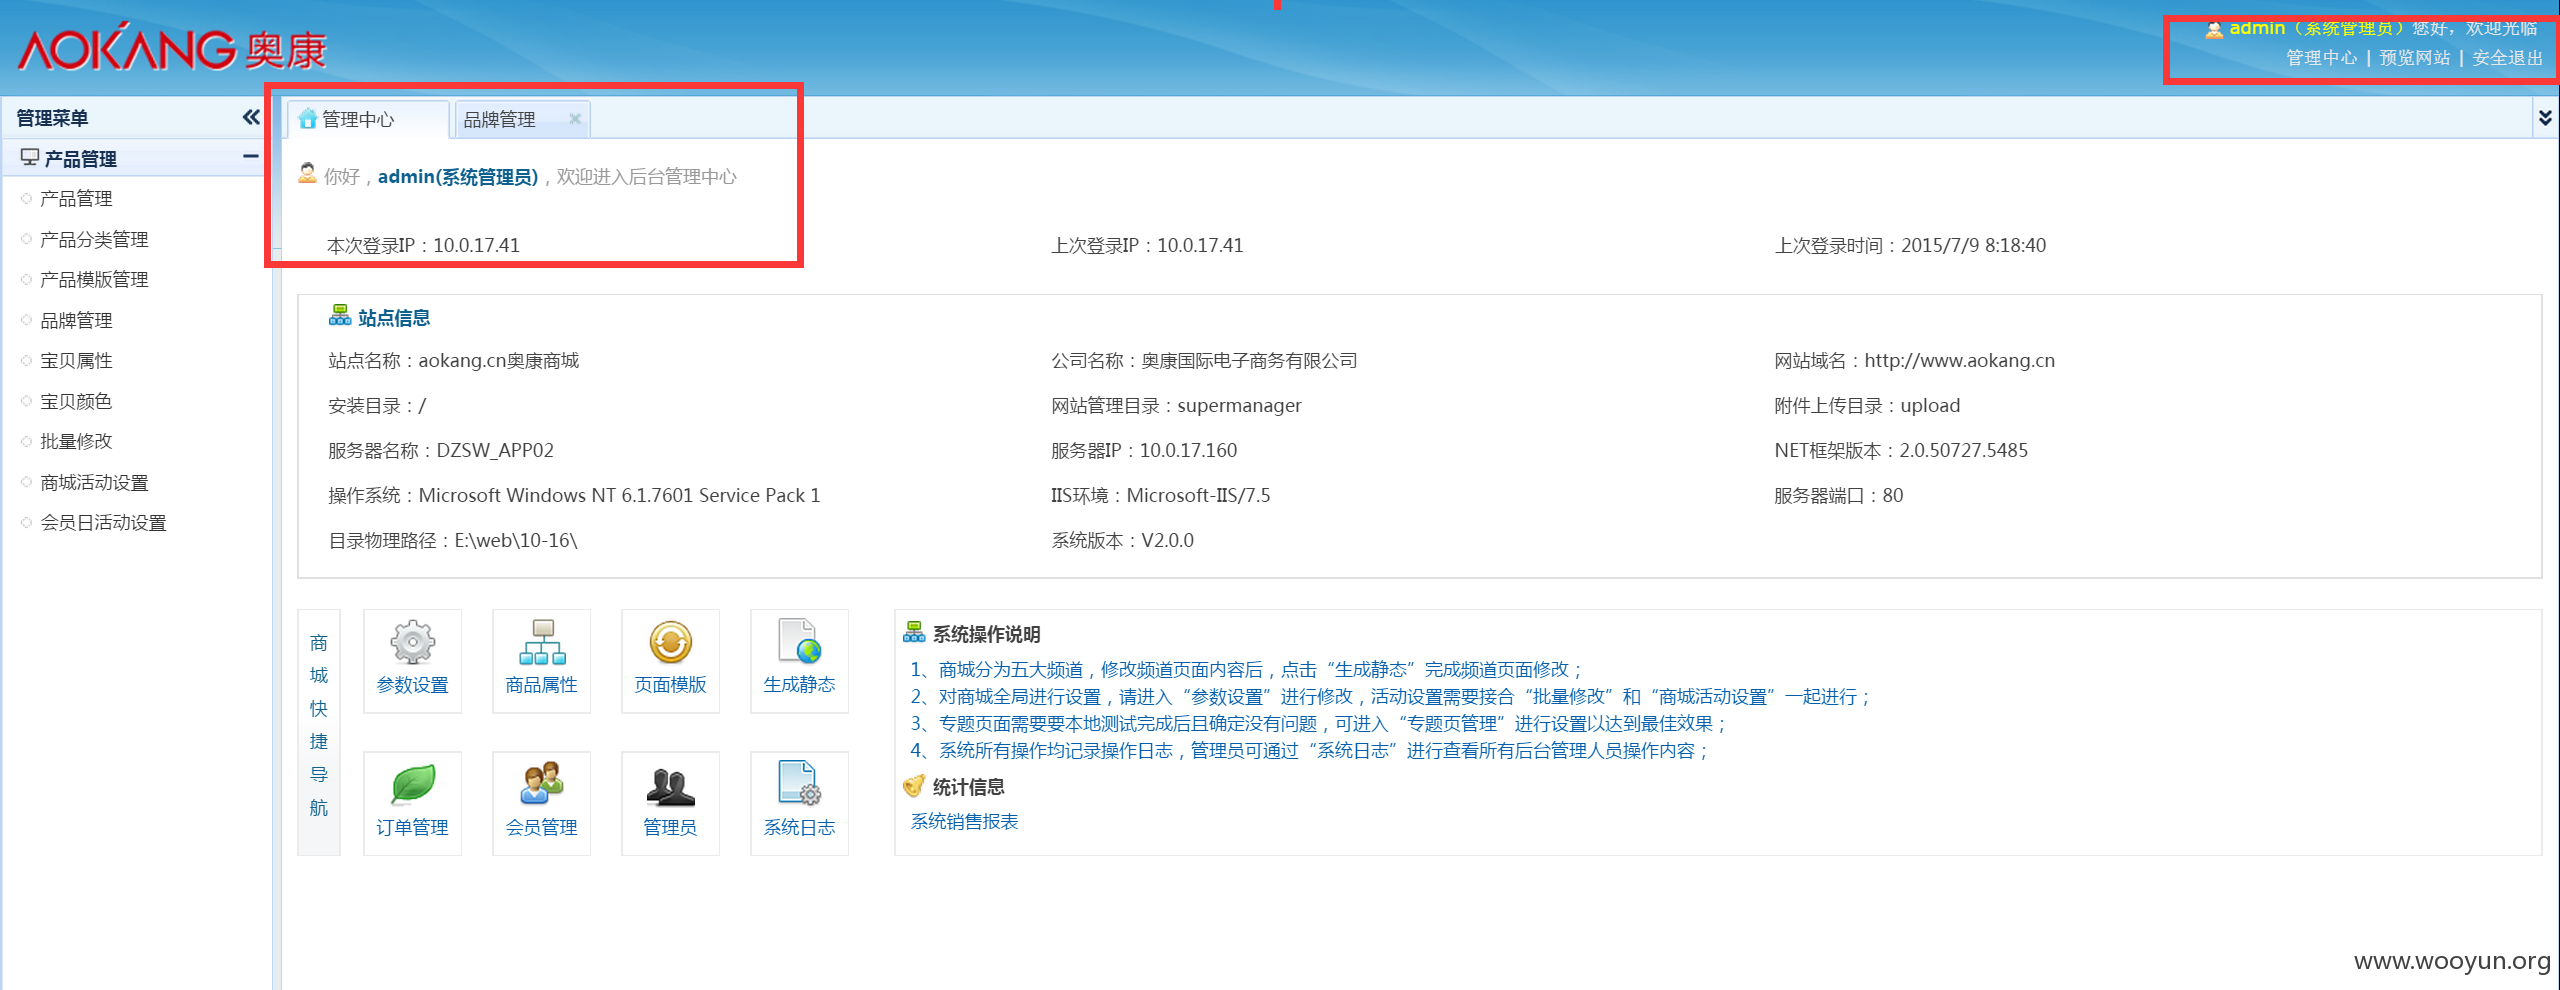 AOKANG 奥康
admin（系统管理员）您好，欢迎光临
管理中心 | 预览网站 | 安全退出
管理菜单
管理中心
品牌管理
产品管理
产品管理
产品分类管理
产品模版管理
品牌管理
宝贝属性
宝贝颜色
批量修改
商城活动设置
会员日活动设置
你好，admin(系统管理员)，欢迎进入后台管理中心
本次登录IP：10.0.17.41
上次登录IP：10.0.17.41
上次登录时间：2015/7/9 8:18:40
站点信息
站点名称：aokang.cn奥康商城
公司名称：奥康国际电子商务有限公司
网站域名：http://www.aokang.cn
安装目录：/
网站管理目录：supermanager
附件上传目录：upload
服务器名称：DZSW_APP02
服务器IP：10.0.17.160
NET框架版本：2.0.50727.5485
操作系统：Microsoft Windows NT 6.1.7601 Service Pack 1
IIS环境：Microsoft-IIS/7.5
服务器端口：80
目录物理路径：E:\web\10-16\
系统版本：V2.0.0
商城快捷导航
参数设置
商品属性
页面模版
生成静态
订单管理
会员管理
管理员
系统日志
系统操作说明
1、商城分为五大频道，修改频道页面内容后，点击“生成静态”完成频道页面修改；
2、对商城全局进行设置，请进入“参数设置”进行修改，活动设置需要接合“批量修改”和“商城活动设置”一起进行；
3、专题页面需要要本地测试完成后且确定没有问题，可进入“专题页管理”进行设置以达到最佳效果；
4、系统所有操作均记录操作日志，管理员可通过“系统日志”进行查看所有后台管理人员操作内容；
统计信息
系统销售报表
www.wooyun.org